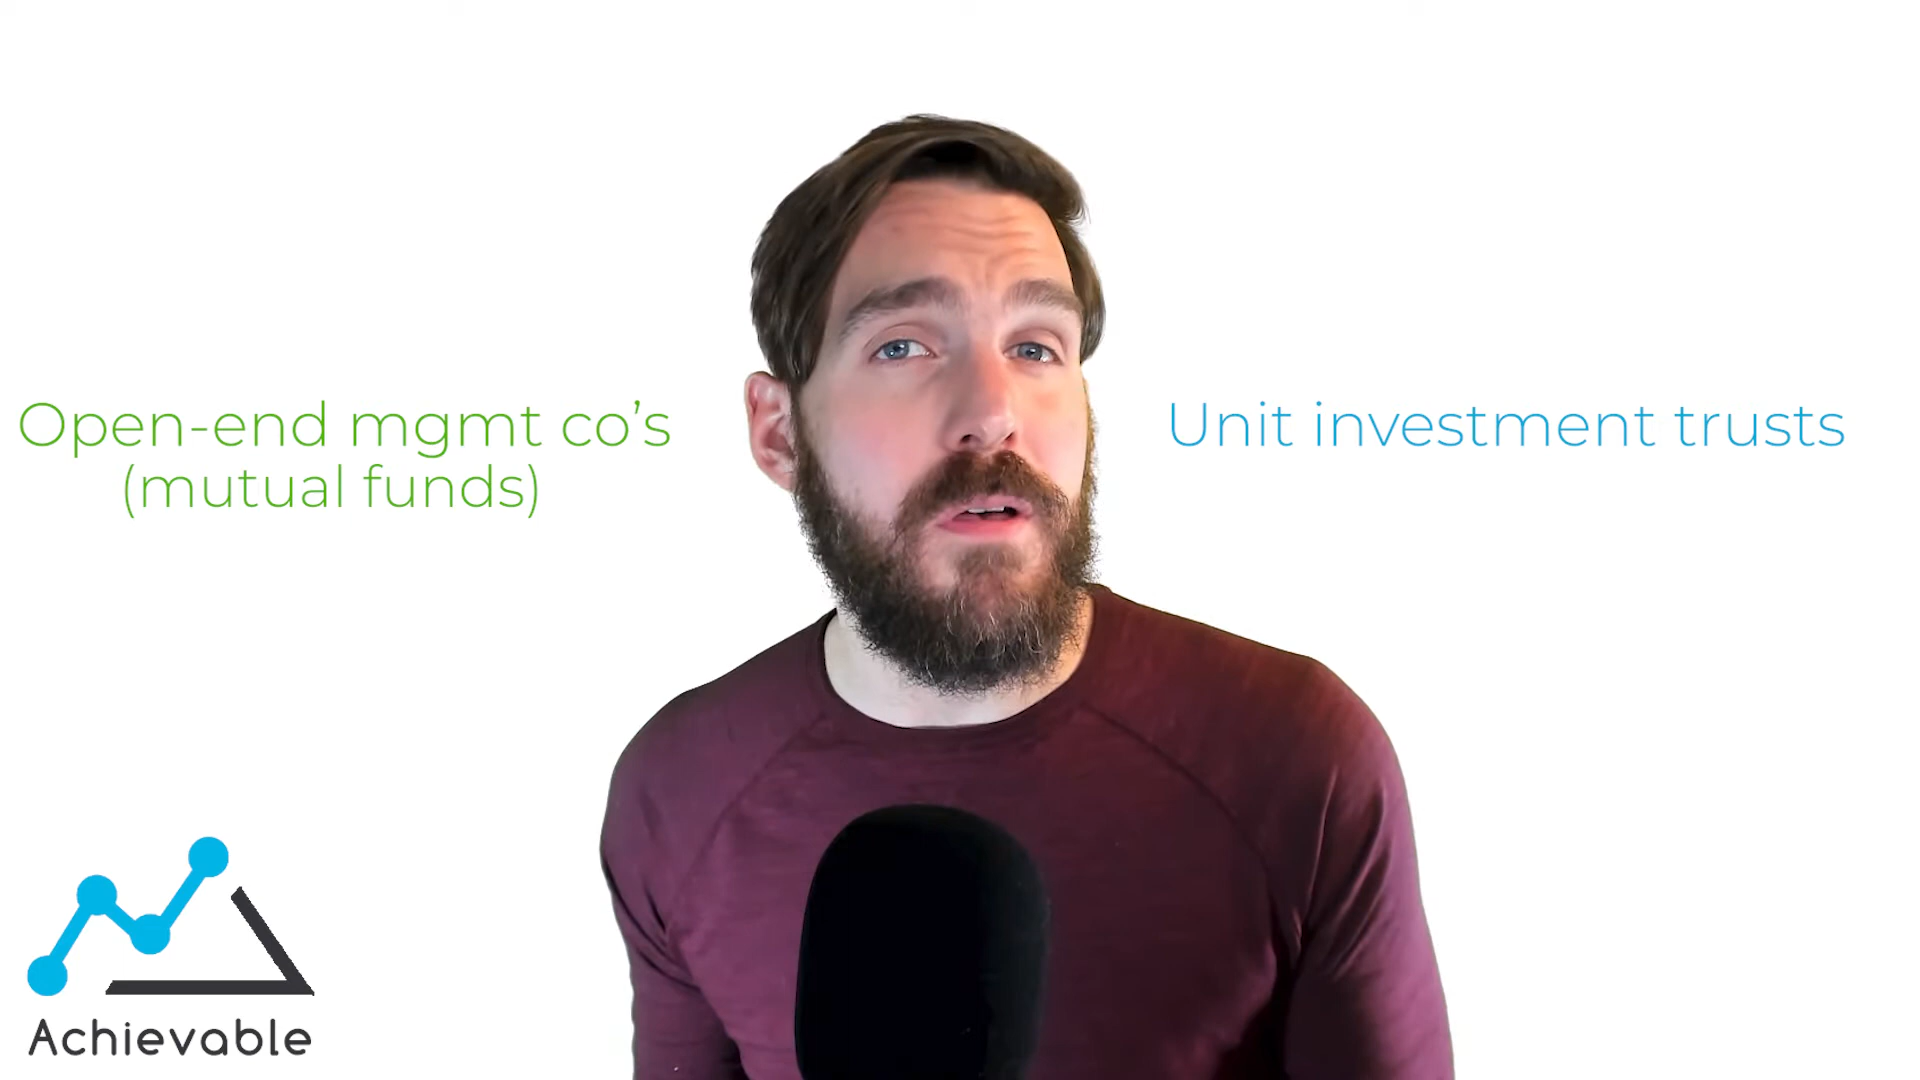 Open-end mgmt co's
(mutual funds)
Unit investment trusts
Achievable